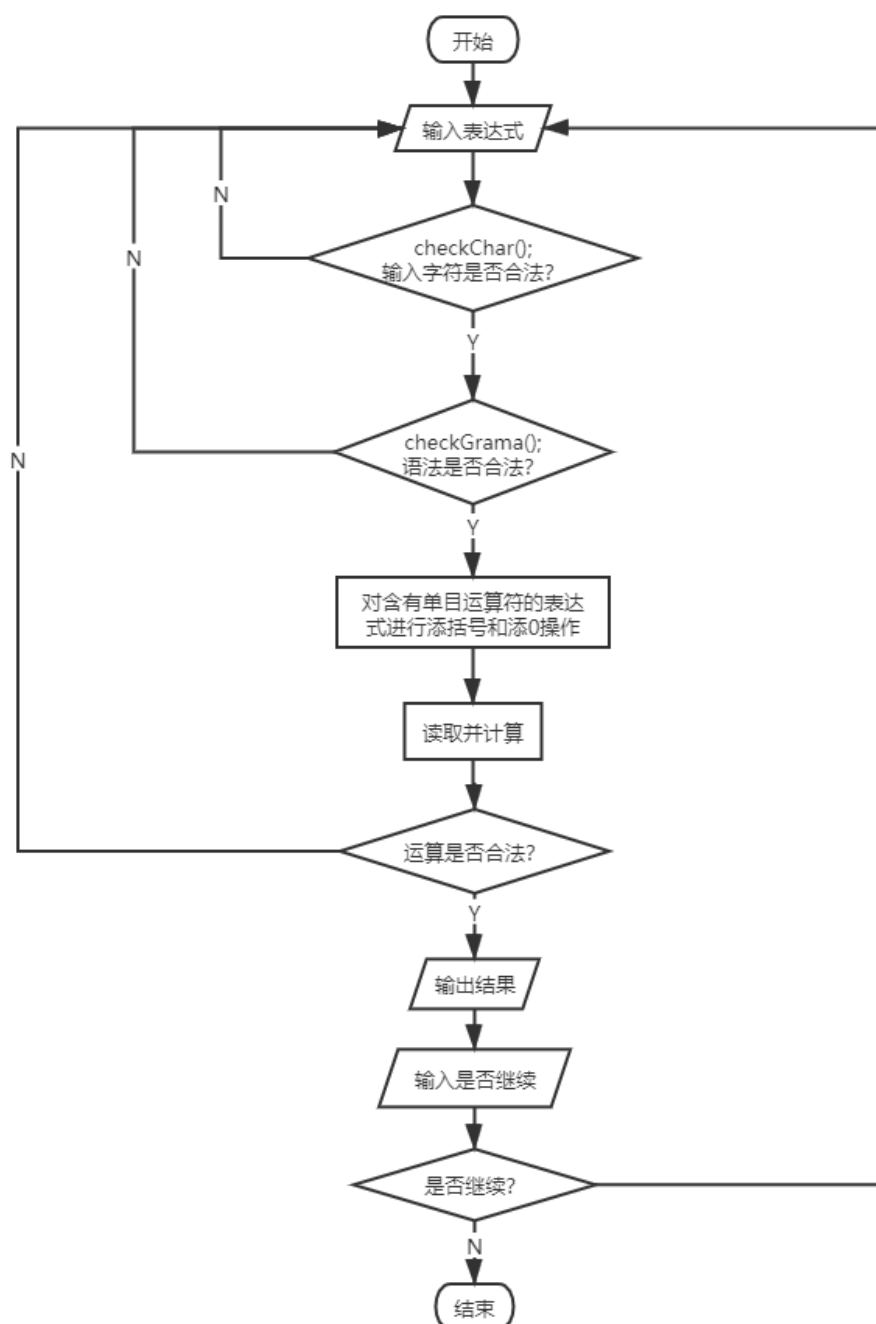 开始
输入表达式
N
checkChar();
输入字符是否合法?
N
Y
checkGrama();
语法是否合法?
N
Y
对含有单目运算符的表达
式进行添括号和添0操作
读取并计算
运算是否合法?
Y
输出结果
输入是否继续
是否继续?
N
结束